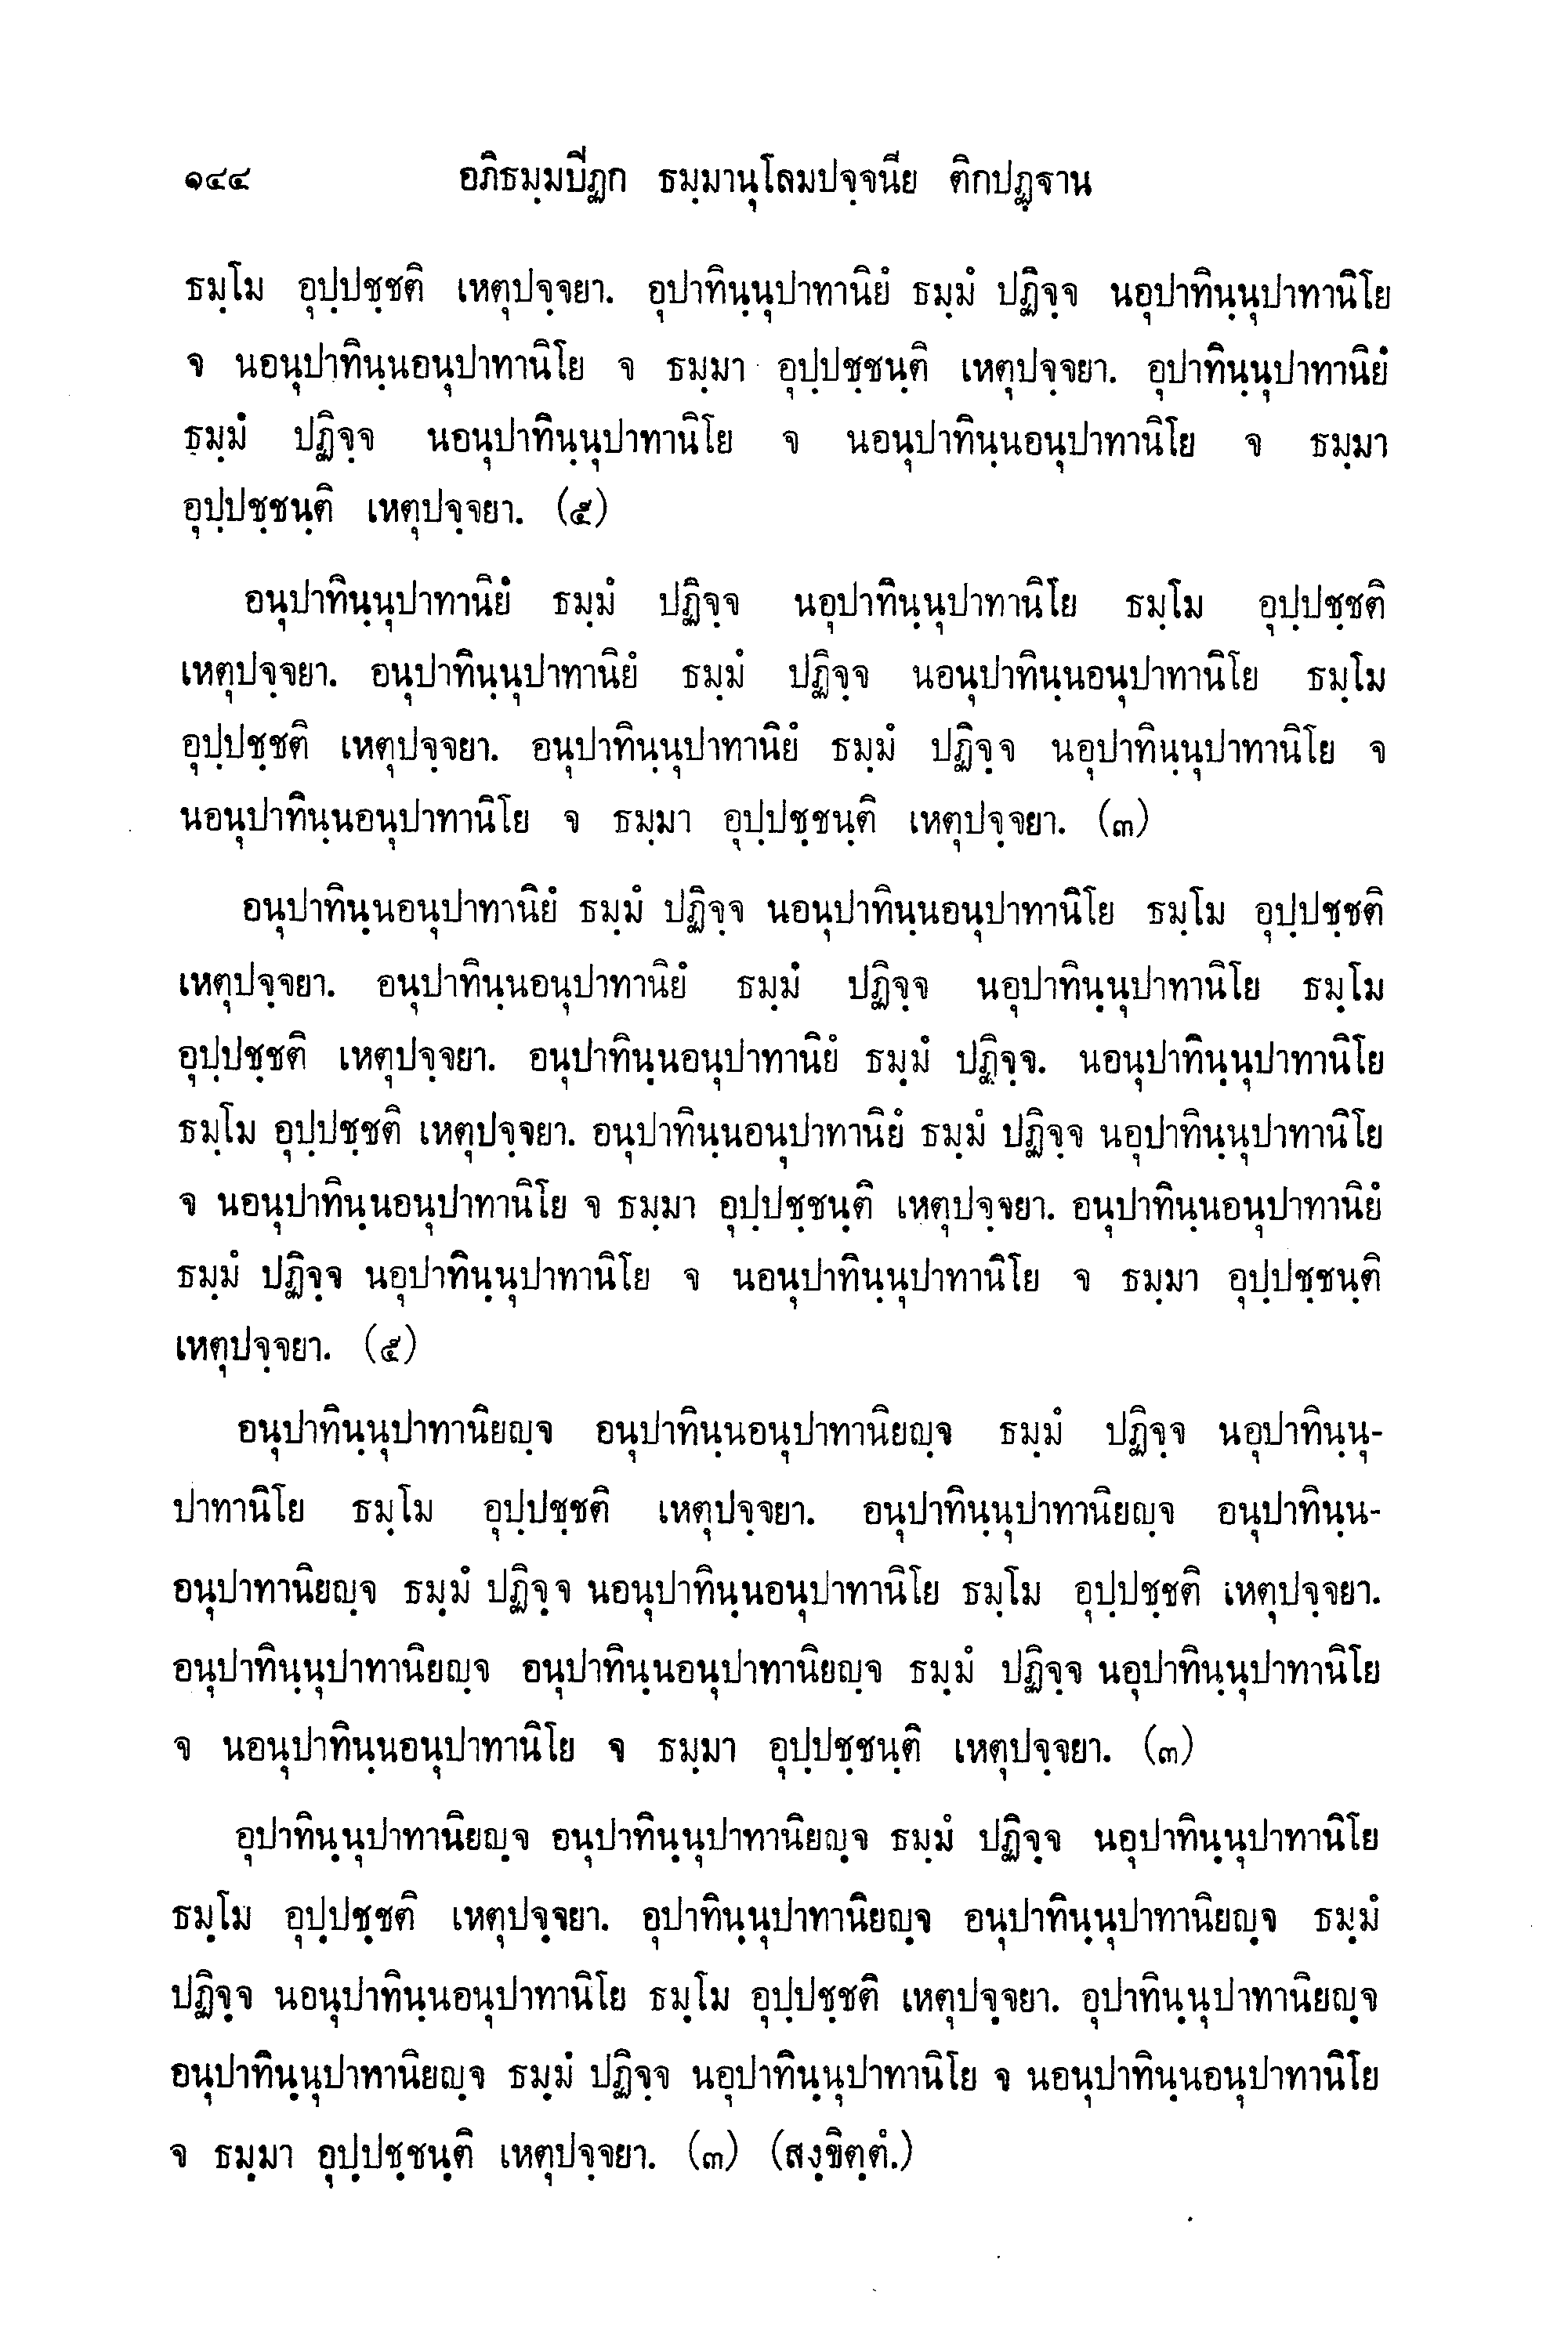 ๑๔๔ อภิธมฺมปิฏก ธมฺมานุโลมปจฺจนีย ติกปฏฺฐาน
ธมฺโม อุปฺปชฺชติ เหตุปจฺจยา. อุปาทินฺนุปาทานิยํ ธมฺมํ ปฏิจฺจ นอุปาทินฺนุปาทานิโย
จ นอนุปาทินฺนอนุปาทานิโย จ ธมฺมา อุปฺปชฺชนฺติ เหตุปจฺจยา. อุปาทินฺนุปาทานิยํ
ธมฺมํ ปฏิจฺจ นอนุปาทินฺนุปาทานิโย จ นอนุปาทินฺนอนุปาทานิโย จ ธมฺมา
อุปฺปชฺชนฺติ เหตุปจฺจยา. (๕)
อนุปาทินฺนุปาทานิยํ ธมฺมํ ปฏิจฺจ นอุปาทินฺนุปาทานิโย ธมฺโม อุปฺปชฺชติ
เหตุปจฺจยา. อนุปาทินฺนุปาทานิยํ ธมฺมํ ปฏิจฺจ นอนุปาทินฺนอนุปาทานิโย ธมฺโม
อุปฺปชฺชติ เหตุปจฺจยา. อนุปาทินฺนุปาทานิยํ ธมฺมํ ปฏิจฺจ นอุปาทินฺนุปาทานิโย จ
นอนุปาทินฺนอนุปาทานิโย จ ธมฺมา อุปฺปชฺชนฺติ เหตุปจฺจยา. (๓)
อนุปาทินฺนอนุปาทานิยํ ธมฺมํ ปฏิจฺจ นอนุปาทินฺนอนุปาทานิโย ธมฺโม อุปฺปชฺชติ
เหตุปจฺจยา. อนุปาทินฺนอนุปาทานิยํ ธมฺมํ ปฏิจฺจ นอุปาทินฺนุปาทานิโย ธมฺโม
อุปฺปชฺชติ เหตุปจฺจยา. อนุปาทินฺนอนุปาทานิยํ ธมฺมํ ปฏิจฺจ. นอนุปาทินฺนุปาทานิโย
ธมฺโม อุปฺปชฺชติ เหตุปจฺจยา. อนุปาทินฺนอนุปาทานิยํ ธมฺมํ ปฏิจฺจ นอุปาทินฺนุปาทานิโย
จ นอนุปาทินฺนอนุปาทานิโย จ ธมฺมา อุปฺปชฺชนฺติ เหตุปจฺจยา. อนุปาทินฺนอนุปาทานิยํ
ธมฺมํ ปฏิจฺจ นอุปาทินฺนุปาทานิโย จ นอนุปาทินฺนุปาทานิโย จ ธมฺมา อุปฺปชฺชนฺติ
เหตุปจฺจยา. (๕)
อนุปาทินฺนุปาทานิยญฺจ อนุปาทินฺนอนุปาทานิยญฺจ ธมฺมํ ปฏิจฺจ นอุปาทินฺนุ-
ปาทานิโย ธมฺโม อุปฺปชฺชติ เหตุปจฺจยา. อนุปาทินฺนุปาทานิยญฺจ อนุปาทินฺน-
อนุปาทานิยญฺจ ธมฺมํ ปฏิจฺจ นอนุปาทินฺนอนุปาทานิโย ธมฺโม อุปฺปชฺชติ เหตุปจฺจยา.
อนุปาทินฺนุปาทานิยญฺจ อนุปาทินฺนอนุปาทานิยญฺจ ธมฺมํ ปฏิจฺจ นอุปาทินฺนุปาทานิโย
จ นอนุปาทินฺนอนุปาทานิโย จ ธมฺมา อุปฺปชฺชนฺติ เหตุปจฺจยา. (๓)
อุปาทินฺนุปาทานิยญฺจ อนุปาทินฺนุปาทานิยญฺจ ธมฺมํ ปฏิจฺจ นอุปาทินฺนุปาทานิโย
ธมฺโม อุปฺปชฺชติ เหตุปจฺจยา. อุปาทินฺนุปาทานิยญฺจ อนุปาทินฺนุปาทานิยญฺจ ธมฺมํ
ปฏิจฺจ นอนุปาทินฺนอนุปาทานิโย ธมฺโม อุปฺปชฺชติ เหตุปจฺจยา. อุปาทินฺนุปาทานิยญฺจ
อนุปาทินฺนุปาทานิยญฺจ ธมฺมํ ปฏิจฺจ นอุปาทินฺนุปาทานิโย จ นอนุปาทินฺนอนุปาทานิโย
จ ธมฺมา อุปฺปชฺชนฺติ เหตุปจฺจยา. (๓) (สงฺขิตฺตํ.)